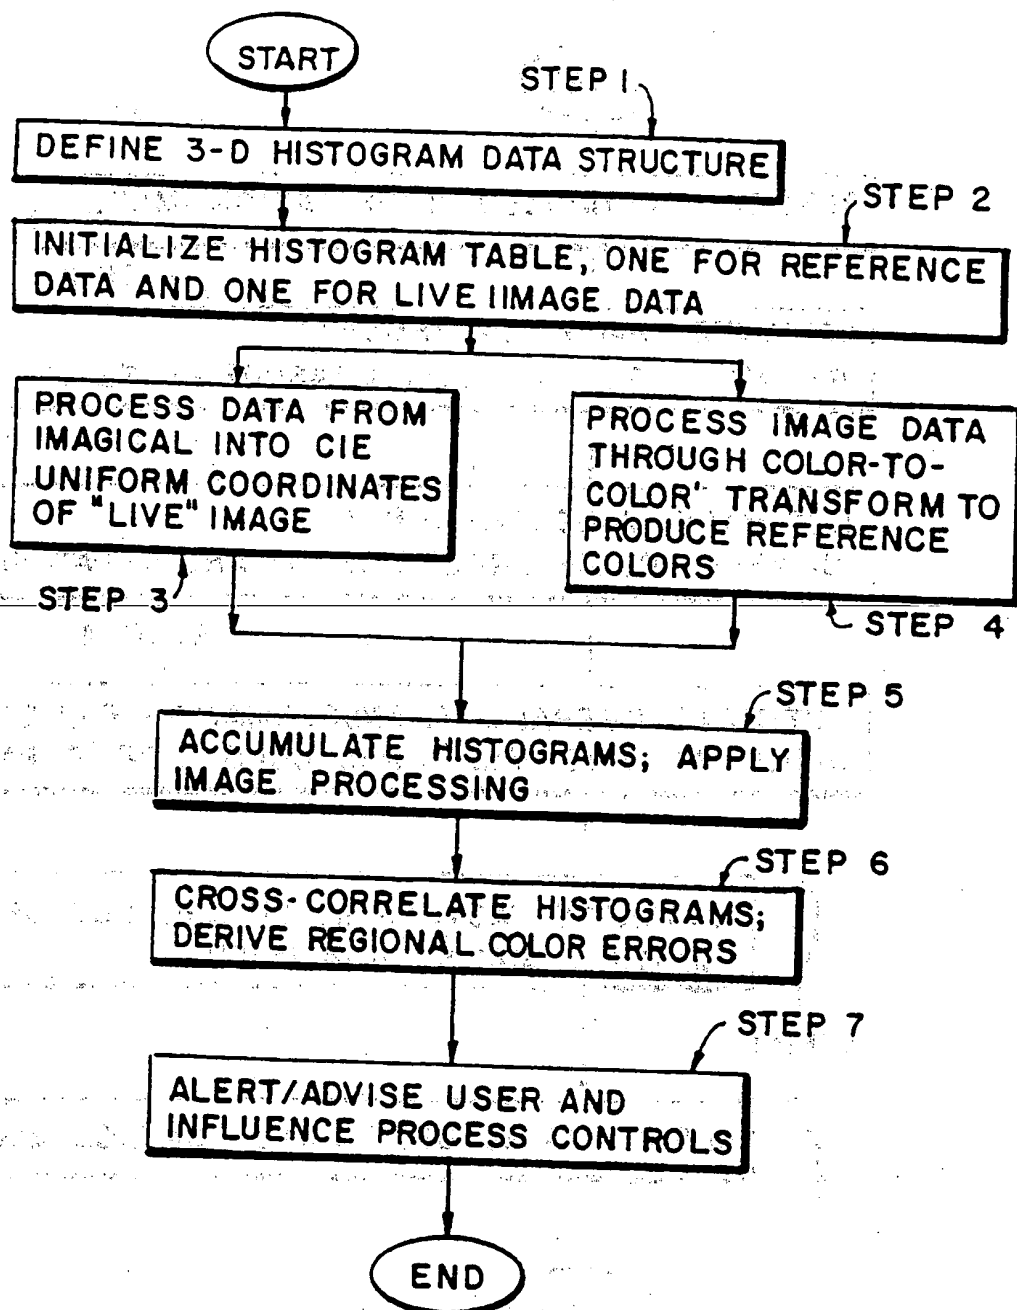 START
STEP 1
DEFINE 3-D HISTOGRAM DATA STRUCTURE
STEP 2
INITIALIZE HISTOGRAM TABLE, ONE FOR REFERENCE
DATA AND ONE FOR LIVE IIMAGE DATA
PROCESS DATA FROM
IMAGICAL INTO CIE
UNIFORM COORDINATES
OF "LIVE" IMAGE
STEP 3
PROCESS IMAGE DATA
THROUGH COLOR-TO-
COLOR' TRANSFORM TO
PRODUCE REFERENCE
COLORS
STEP 4
STEP 5
ACCUMULATE HISTOGRAMS; APPLY
IMAGE PROCESSING
STEP 6
CROSS-CORRELATE HISTOGRAMS;
DERIVE REGIONAL COLOR ERRORS
STEP 7
ALERT/ADVISE USER AND
INFLUENCE PROCESS CONTROLS
END